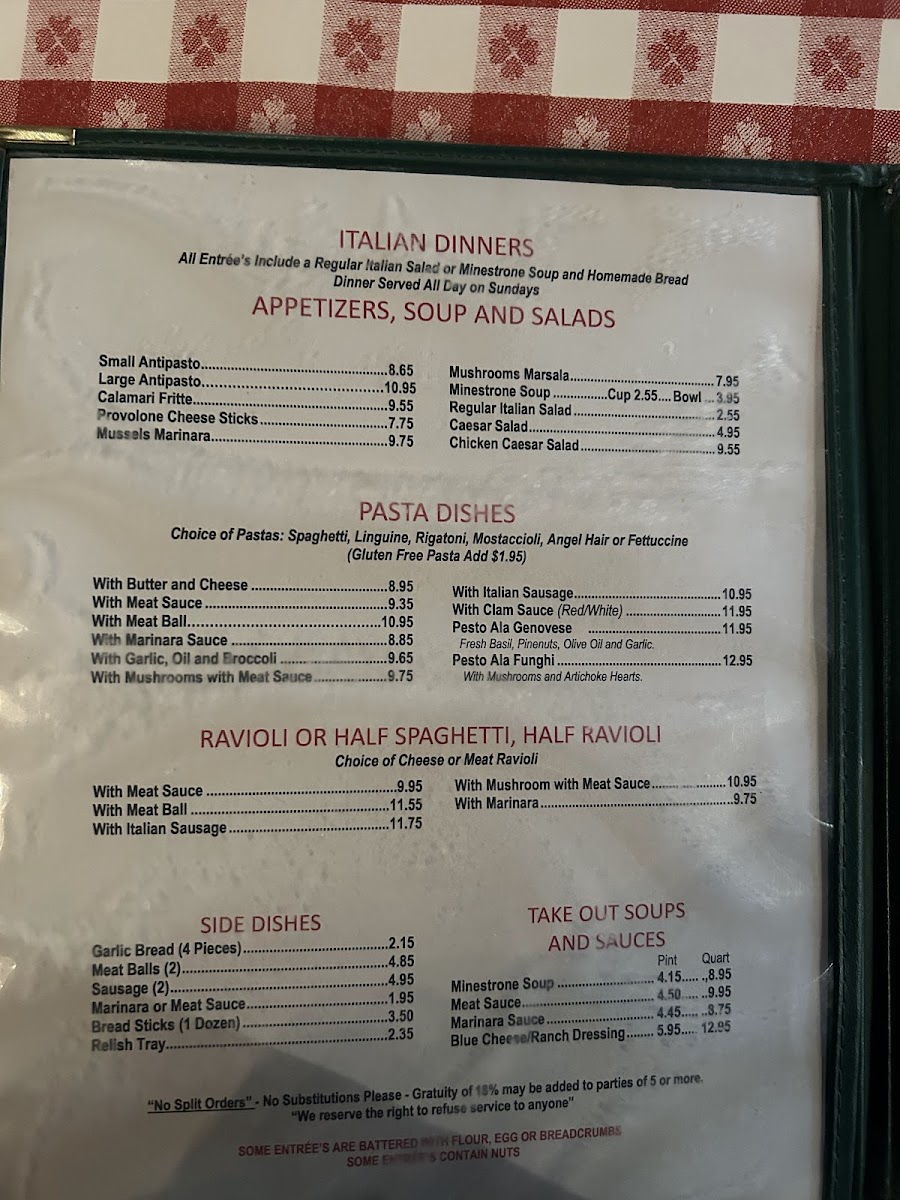 ITALIAN DINNERS
All Entrée's Include a Regular Italian Salad or Minestrone Soup and Homemade Bread
Dinner Served All Day on Sundays
APPETIZERS, SOUP AND SALADS
Small Antipasto 8.65
Large Antipasto 10.95
Calamari Fritte 9.55
Provolone Cheese Sticks 7.75
Mussels Marinara 9.75
Mushrooms Marsala 7.95
Minestrone Soup Cup 2.55 Bowl 3.95
Regular Italian Salad 2.55
Caesar Salad 4.95
Chicken Caesar Salad 9.55
PASTA DISHES
Choice of Pastas: Spaghetti, Linguine, Rigatoni, Mostaccioli, Angel Hair or Fettuccine
(Gluten Free Pasta Add $1.95)
With Butter and Cheese 8.95
With Meat Sauce 9.35
With Meat Ball 10.95
With Marinara Sauce 8.85
With Garlic, Oil and Broccoli 9.65
With Mushrooms with Meat Sauce 9.75
With Italian Sausage 10.95
With Clam Sauce (Red/White) 11.95
Pesto Ala Genovese 11.95
Fresh Basil, Pinenuts, Olive Oil and Garlic.
Pesto Ala Funghi 12.95
With Mushrooms and Artichoke Hearts.
RAVIOLI OR HALF SPAGHETTI, HALF RAVIOLI
Choice of Cheese or Meat Ravioli
With Meat Sauce 9.95
With Meat Ball 11.55
With Italian Sausage 11.75
With Mushroom with Meat Sauce 10.95
With Marinara 9.75
SIDE DISHES
Garlic Bread (4 Pieces) 2.15
Meat Balls (2) 4.85
Sausage (2) 4.95
Marinara or Meat Sauce 1.95
Bread Sticks (1 Dozen) 3.50
Relish Tray 2.35
TAKE OUT SOUPS
AND SAUCES
Pint Quart
Minestrone Soup 4.15 8.95
Meat Sauce 4.50 9.95
Marinara Sauce 4.45 8.75
Blue Cheese/Ranch Dressing 5.95 12.95
"No Split Orders" - No Substitutions Please - Gratuity of 18% may be added to parties of 5 or more.
"We reserve the right to refuse service to anyone"
SOME ENTRÉE'S ARE BATTERED WITH FLOUR, EGG OR BREADCRUMBS
SOME ENTRÉE'S CONTAIN NUTS